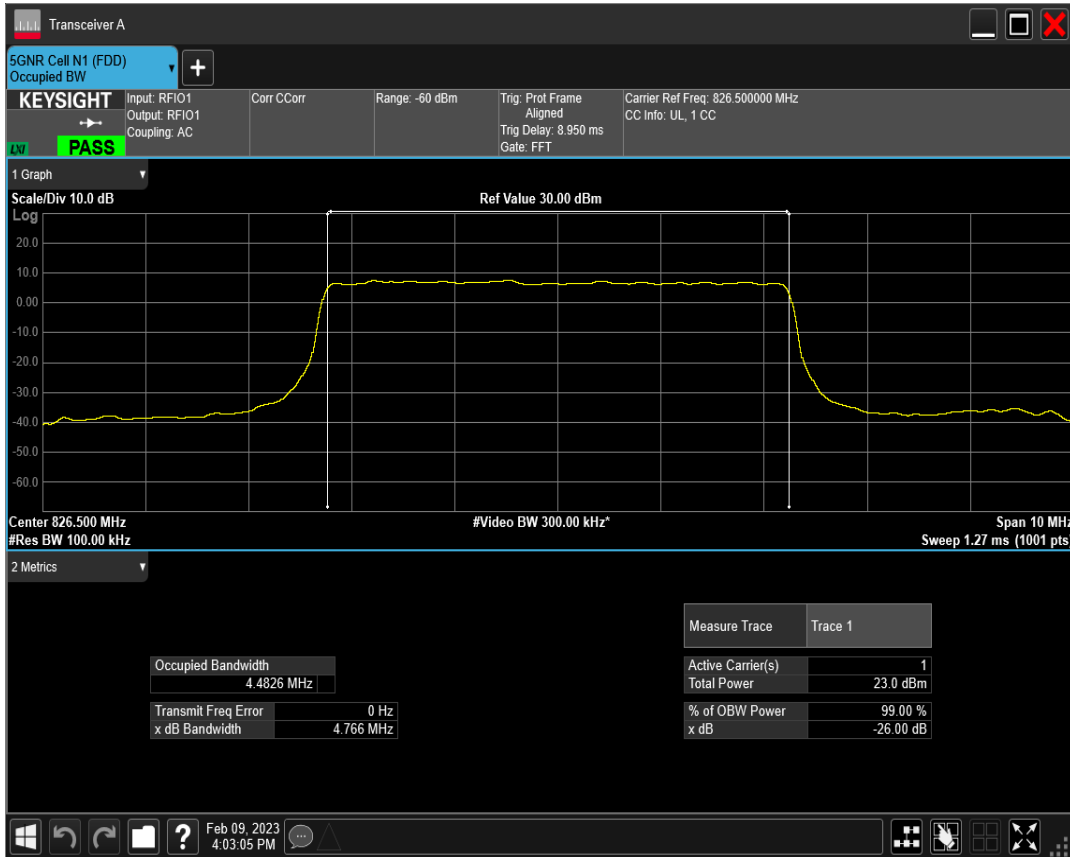 Transceiver A
5GNR Cell N1 (FDD)
Occupied BW
+
KEYSIGHT
LXI
PASS
Input: RFIO1
Output: RFIO1
Coupling: AC
Corr CCorr
Range: -60 dBm
Trig: Prot Frame
Aligned
Trig Delay: 8.950 ms
Gate: FFT
Carrier Ref Freq: 826.500000 MHz
CC Info: UL, 1 CC
1 Graph
Scale/Div 10.0 dB
Ref Value 30.00 dBm
Log
20.0
10.0
0.00
-10.0
-20.0
-30.0
-40.0
-50.0
-60.0
Center 826.500 MHz
#Video BW 300.00 kHz*
Span 10 MHz
#Res BW 100.00 kHz
Sweep 1.27 ms (1001 pts)
2 Metrics
Measure Trace Trace 1
Occupied Bandwidth
4.4826 MHz
Active Carrier(s) 1
Total Power 23.0 dBm
Transmit Freq Error 0 Hz
x dB Bandwidth 4.766 MHz
% of OBW Power 99.00 %
x dB -26.00 dB
?
Feb 09, 2023
4:03:05 PM